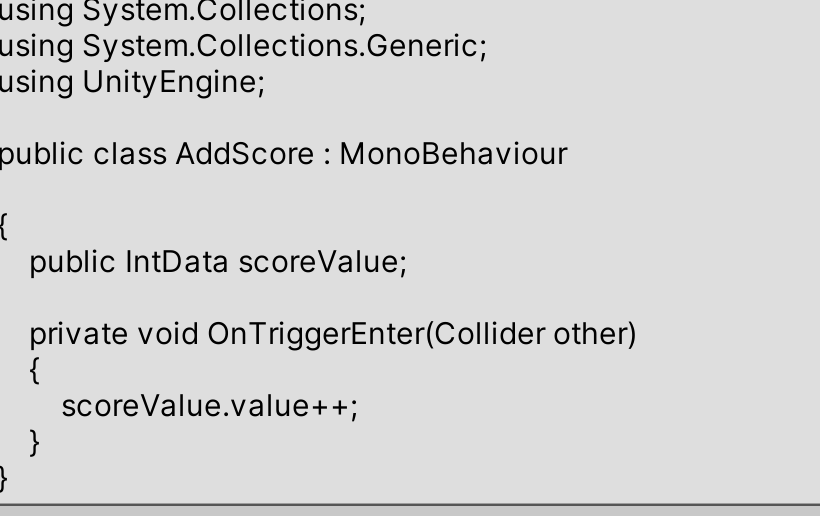 using System.Collections;
using System.Collections.Generic;
using UnityEngine;
public class AddScore : MonoBehaviour
{
public IntData scoreValue;
private void OnTriggerEnter(Collider other)
{
scoreValue.value++;
}
}